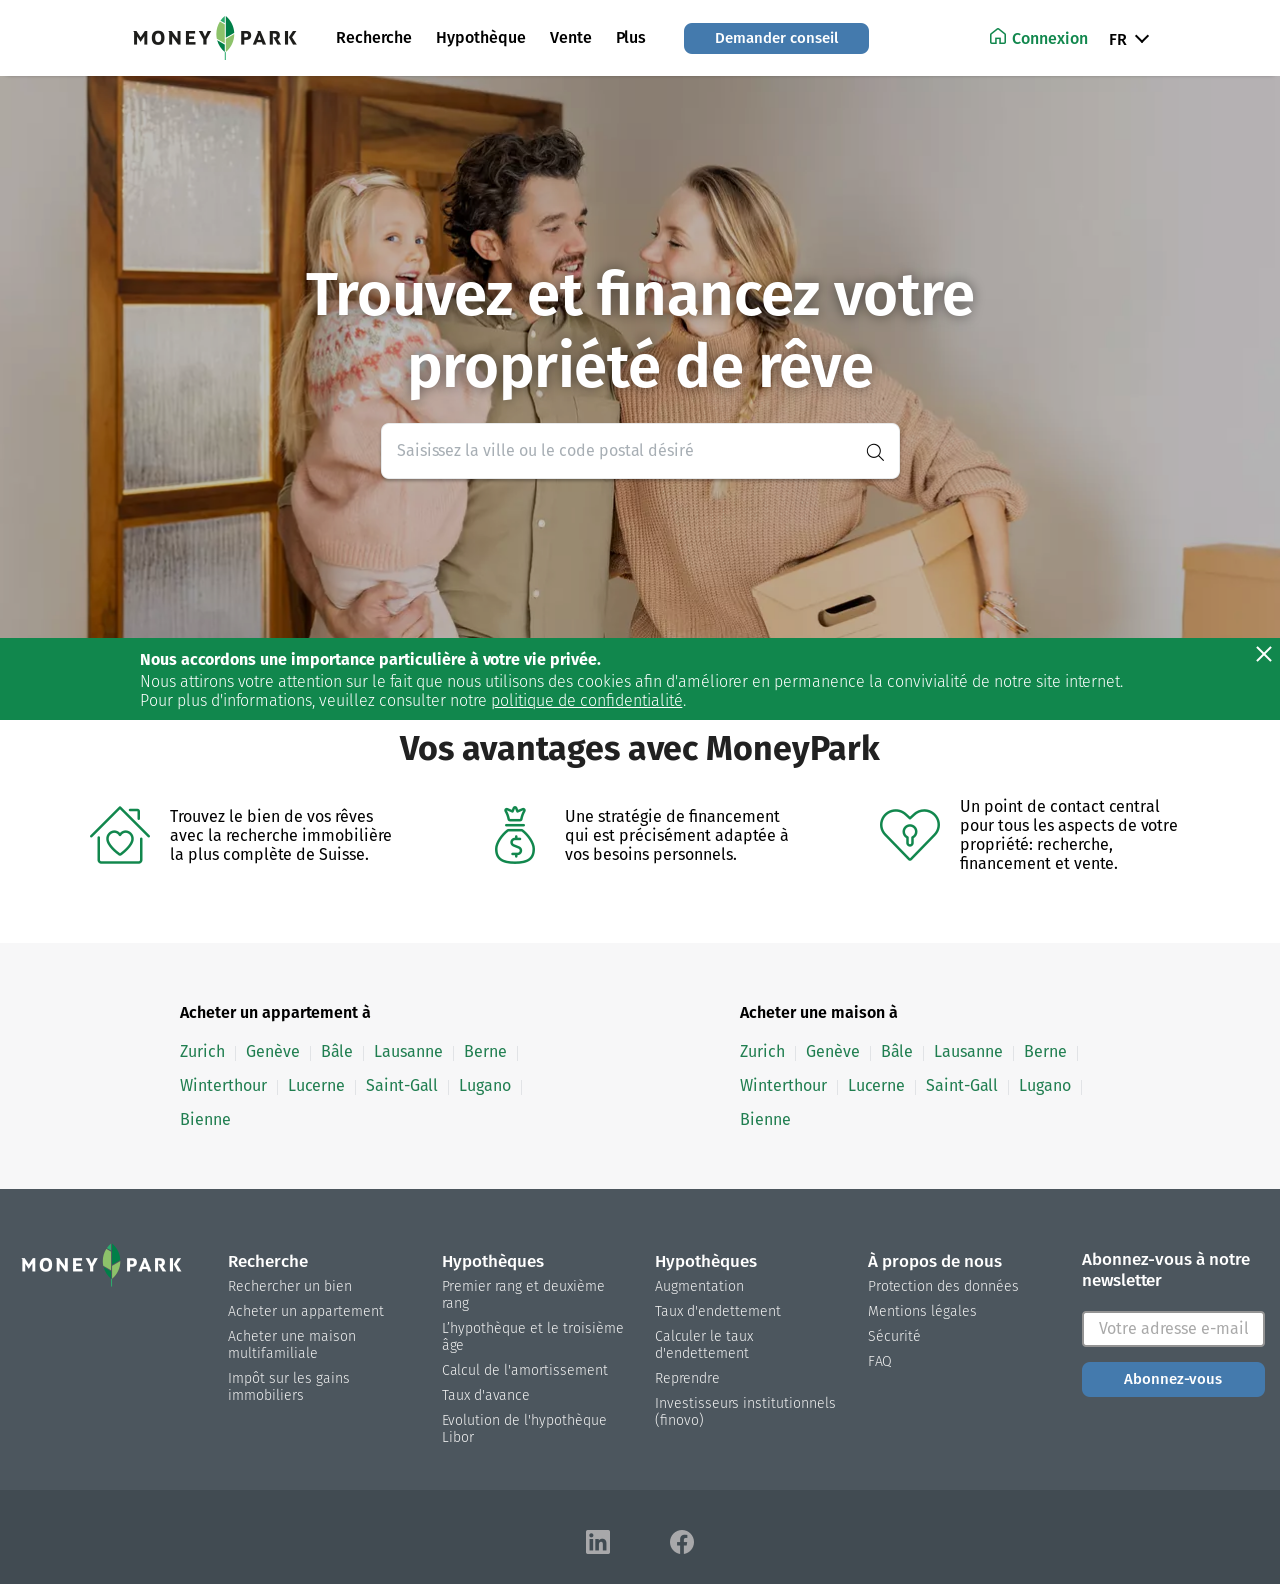 MONEY PARK
Recherche
Hypothèque
Vente
Plus
Demander conseil
Connexion
FR
Trouvez et financez votre
propriété de rêve
Saisissez la ville ou le code postal désiré
Nous accordons une importance particulière à votre vie privée.
Nous attirons votre attention sur le fait que nous utilisons des cookies afin d'améliorer en permanence la convivialité de notre site internet.
Pour plus d'informations, veuillez consulter notre politique de confidentialité.
Vos avantages avec MoneyPark
Trouvez le bien de vos rêves
avec la recherche immobilière
la plus complète de Suisse.
Une stratégie de financement
qui est précisément adaptée à
vos besoins personnels.
Un point de contact central
pour tous les aspects de votre
propriété: recherche,
financement et vente.
Acheter un appartement à
Zurich Genève Bâle Lausanne Berne
Winterthour Lucerne Saint-Gall Lugano
Bienne
Acheter une maison à
Zurich Genève Bâle Lausanne Berne
Winterthour Lucerne Saint-Gall Lugano
Bienne
MONEY PARK
Recherche
Rechercher un bien
Acheter un appartement
Acheter une maison
multifamiliale
Impôt sur les gains
immobiliers
Hypothèques
Premier rang et deuxième
rang
L'hypothèque et le troisième
âge
Calcul de l'amortissement
Taux d'avance
Evolution de l'hypothèque
Libor
Hypothèques
Augmentation
Taux d'endettement
Calculer le taux
d'endettement
Reprendre
Investisseurs institutionnels
(finovo)
À propos de nous
Protection des données
Mentions légales
Sécurité
FAQ
Abonnez-vous à notre
newsletter
Votre adresse e-mail
Abonnez-vous